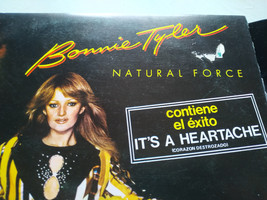 Bonnie Tyler
NATURAL FORCE
contiene
el éxito
IT'S A HEARTACHE
(CORAZON DESTROZADO)